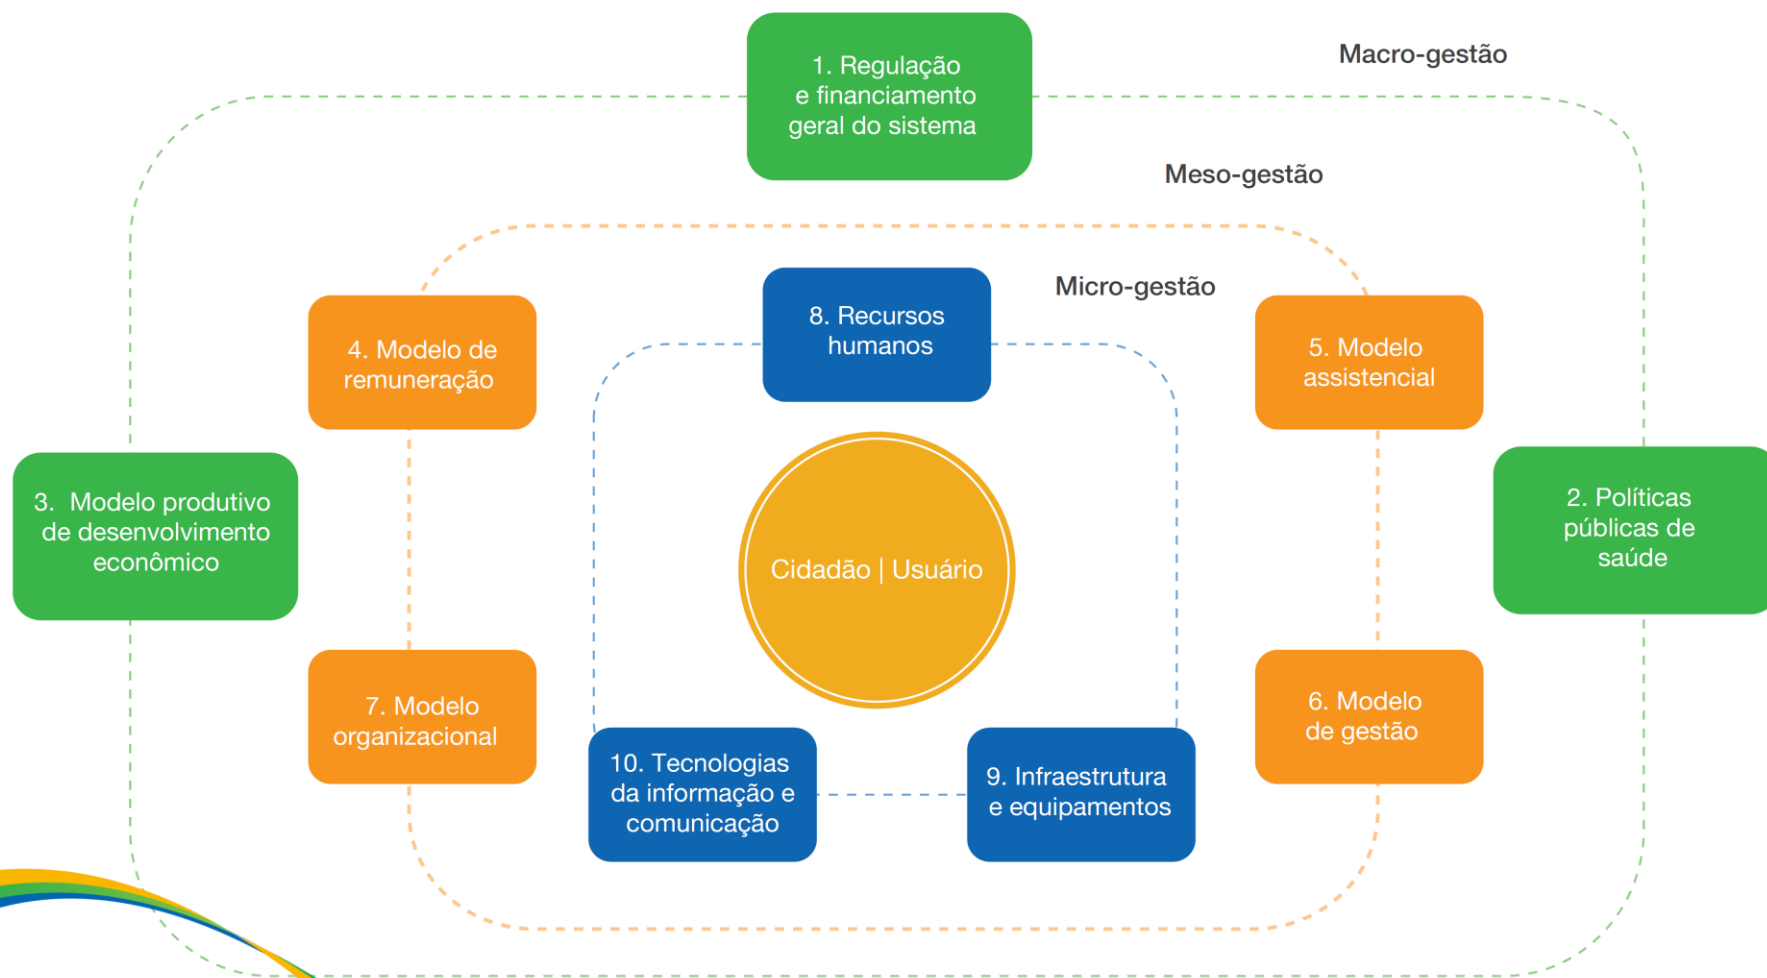 1. Regulação
e financiamento
geral do sistema
Macro-gestão
Meso-gestão
Micro-gestão
8. Recursos
humanos
4. Modelo de
remuneração
5. Modelo
assistencial
3. Modelo produtivo
de desenvolvimento
econômico
Cidadão | Usuário
2. Políticas
públicas de
saúde
7. Modelo
organizacional
6. Modelo
de gestão
10. Tecnologias
da informação e
comunicação
9. Infraestrutura
e equipamentos